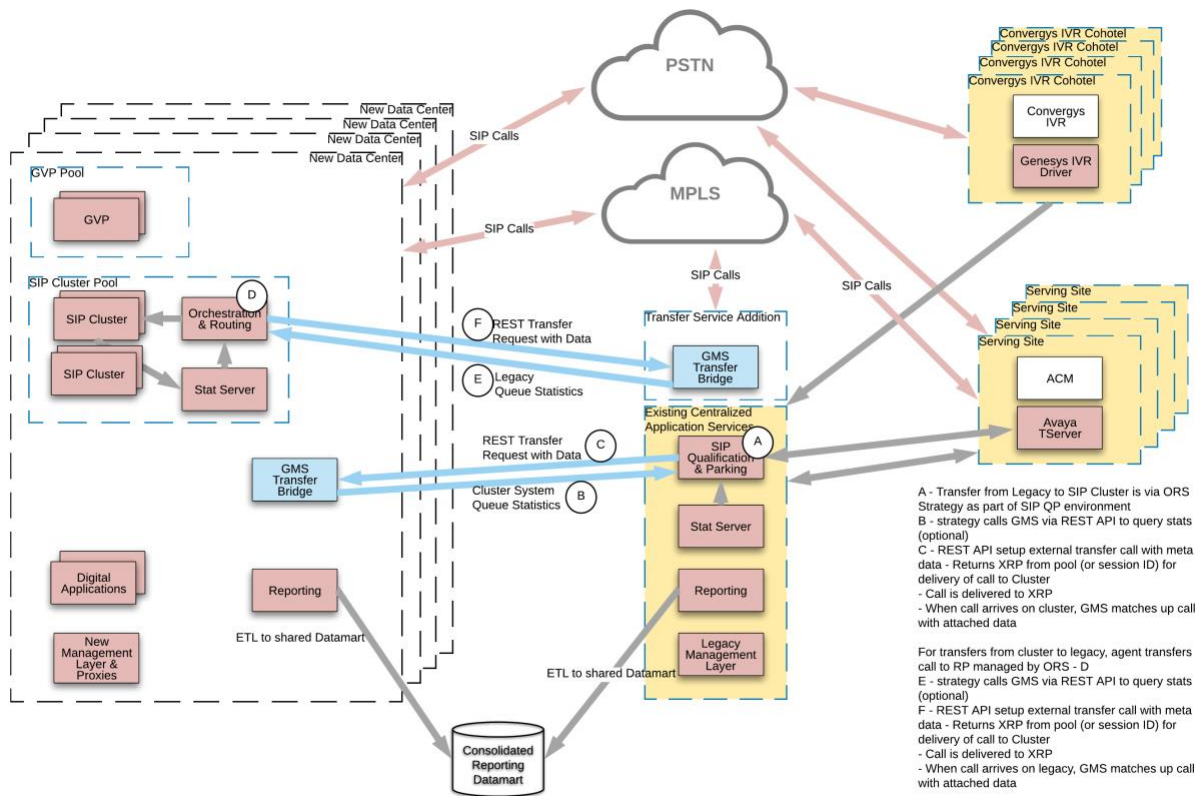 PSTN
MPLS
SIP Calls
SIP Calls
SIP Calls
SIP Calls
Convergys IVR Cohotel
Convergys IVR Cohotel
Convergys IVR Cohotel
Convergys IVR Cohotel
Convergys
IVR
Genesys IVR
Driver
New Data Center
New Data Center
New Data Center
New Data Center
GVP Pool
GVP
SIP Cluster Pool
SIP Cluster
SIP Cluster
Orchestration
& Routing
D
Stat Server
F
REST Transfer
Request with Data
E
Legacy
Queue Statistics
Transfer Service Addition
GMS
Transfer
Bridge
Existing Centralized
Application Services
SIP
Qualification
& Parking
A
Stat Server
Reporting
Legacy
Management
Layer
REST Transfer
Request with Data
C
Cluster System
Queue Statistics
B
GMS
Transfer
Bridge
Digital
Applications
Reporting
New
Management
Layer &
Proxies
ETL to shared Datamart
ETL to shared Datamart
Consolidated
Reporting
Datamart
Serving Site
Serving Site
Serving Site
Serving Site
ACM
Avaya
TServer
A - Transfer from Legacy to SIP Cluster is via ORS
Strategy as part of SIP QP environment
B - strategy calls GMS via REST API to query stats
(optional)
C - REST API setup external transfer call with meta
data - Returns XRP from pool (or session ID) for
delivery of call to Cluster
- Call is delivered to XRP
- When call arrives on cluster, GMS matches up call
with attached data
For transfers from cluster to legacy, agent transfers
call to RP managed by ORS - D
E - strategy calls GMS via REST API to query stats
(optional)
F - REST API setup external transfer call with meta
data - Returns XRP from pool (or session ID) for
delivery of call to Cluster
- Call is delivered to XRP
- When call arrives on legacy, GMS matches up call
with attached data